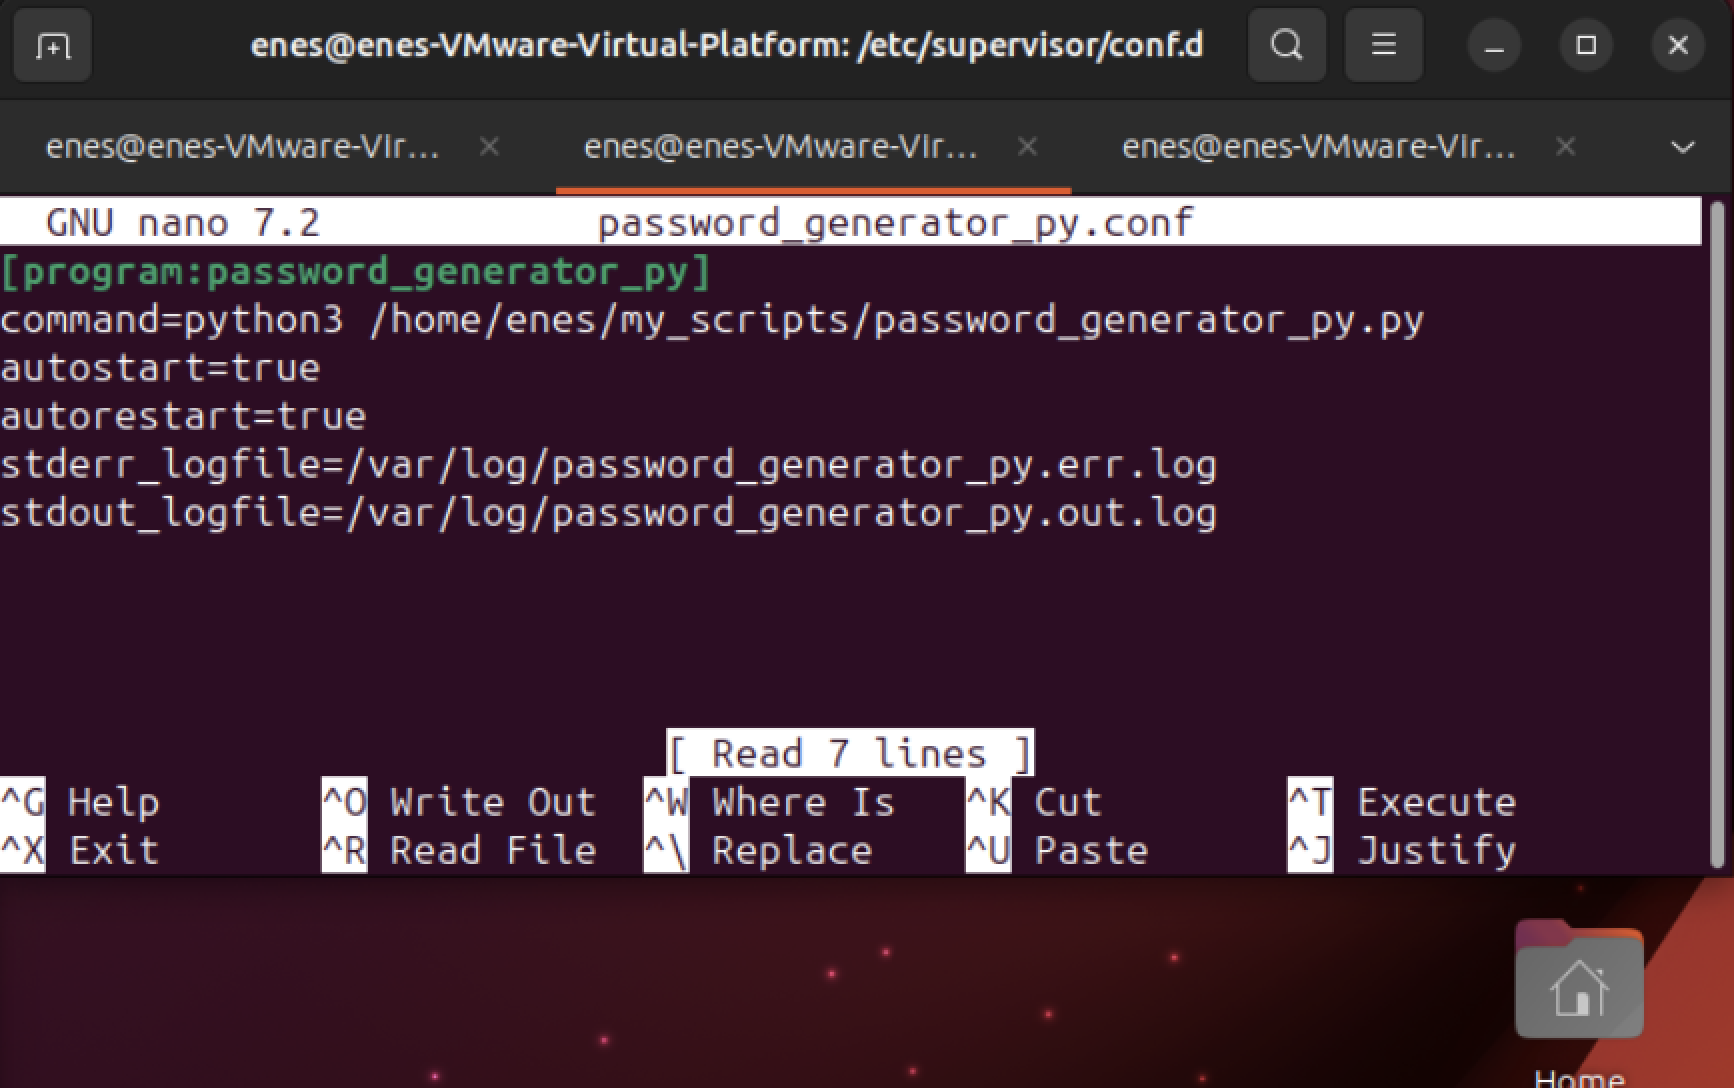 enes@enes-VMware-Virtual-Platform: /etc/supervisor/conf.d
enes@enes-VMware-Vir... enes@enes-VMware-Vir... enes@enes-VMware-Vir...
GNU nano 7.2 password_generator_py.conf
[program:password_generator_py]
command=python3 /home/enes/my_scripts/password_generator_py.py
autostart=true
autorestart=true
stderr_logfile=/var/log/password_generator_py.err.log
stdout_logfile=/var/log/password_generator_py.out.log
[ Read 7 lines ]
^G Help ^O Write Out ^W Where Is ^K Cut ^T Execute
^X Exit ^R Read File ^\ Replace ^U Paste ^J Justify
Home